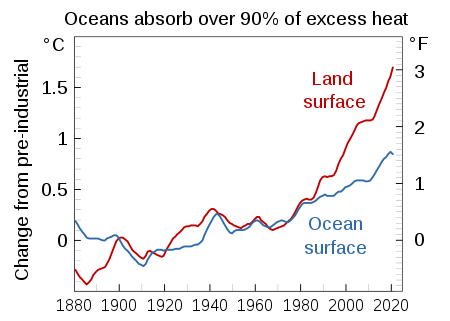 Oceans absorb over 90% of excess heat
°C
°F
Change from pre-industrial
1.5
1
0.5
0
3
2
1
0
Land
surface
Ocean
surface
1880 1900 1920 1940 1960 1980 2000 2020